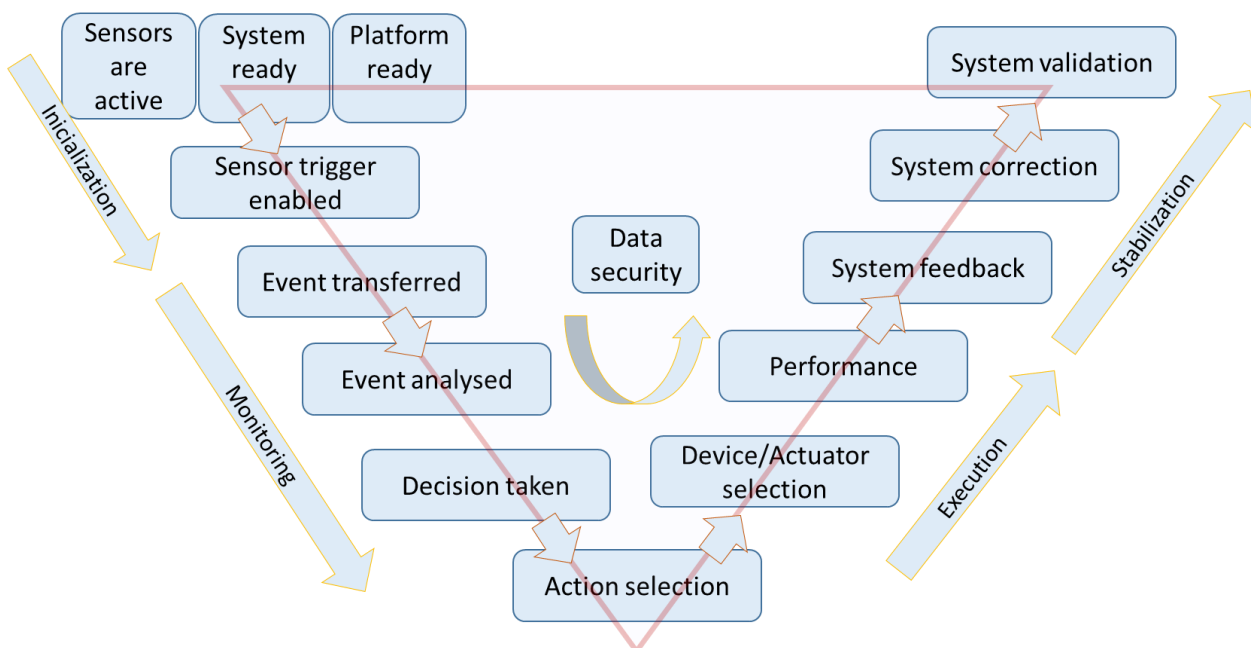 Sensors
are
active
System
ready
Platform
ready
Inicialization
Sensor trigger
enabled
Event transferred
Event analysed
Monitoring
Decision taken
Action selection
Data
security
Device/Actuator
selection
Performance
System feedback
System correction
System validation
Execution
Stabilization